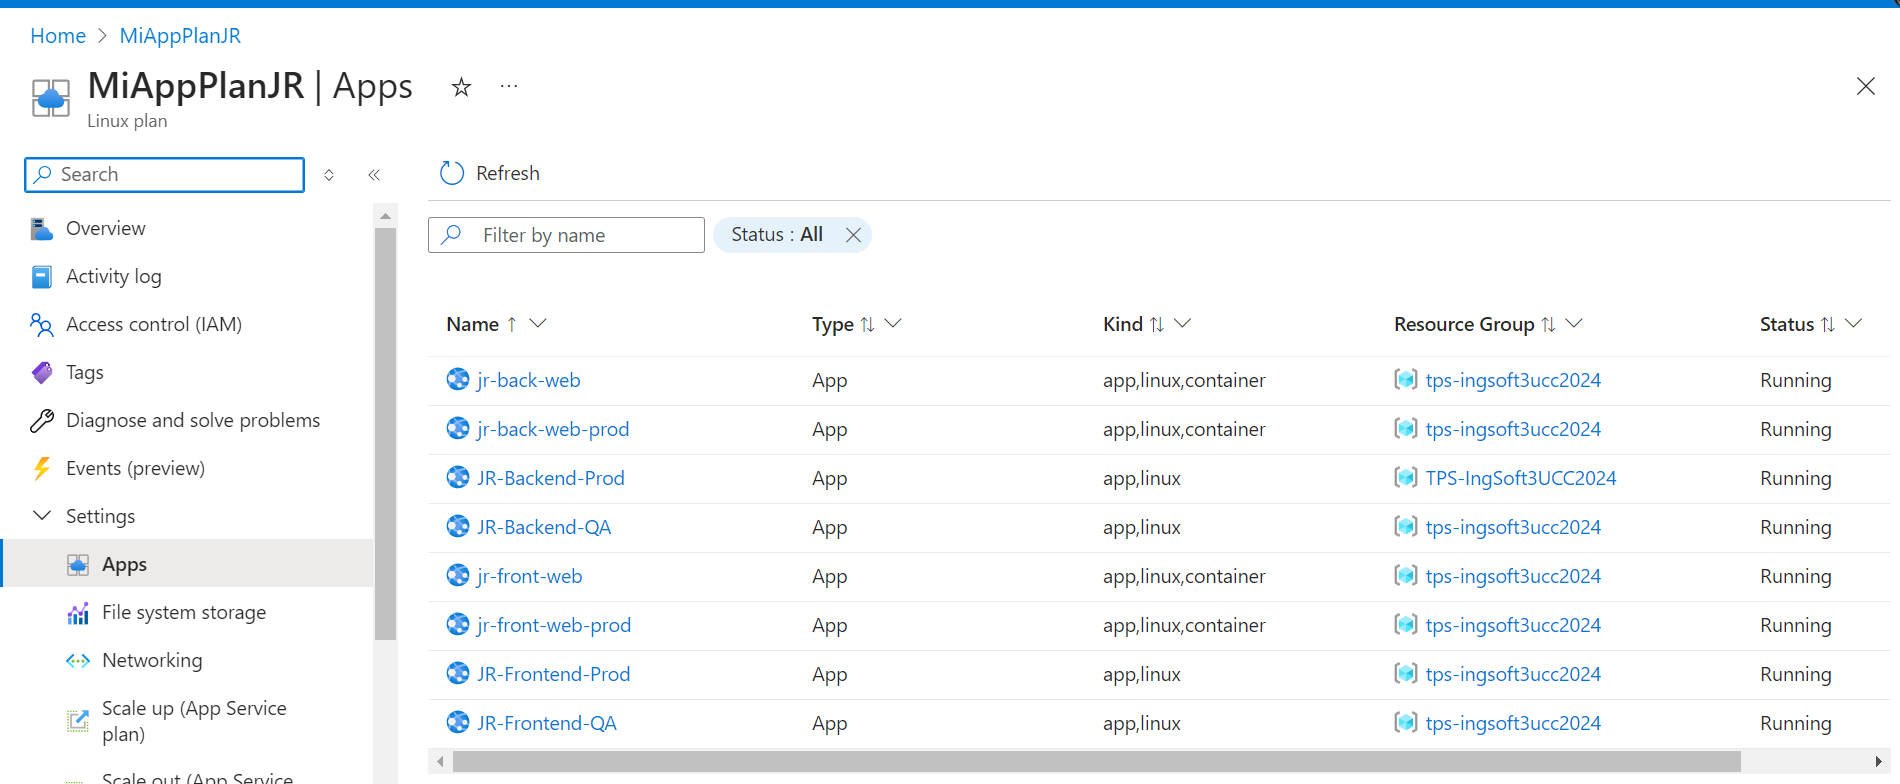 Home > MiAppPlanJR
MiAppPlanJR | Apps
Linux plan
Search
Refresh
Overview
Activity log
Access control (IAM)
Tags
Diagnose and solve problems
Events (preview)
Settings
Apps
File system storage
Networking
Scale up (App Service
plan)
Scale out (App Service
Filter by name
Status : All
Name Type Kind Resource Group Status
jr-back-web App app,linux,container tps-ingsoft3ucc2024 Running
jr-back-web-prod App app,linux,container tps-ingsoft3ucc2024 Running
JR-Backend-Prod App app,linux TPS-IngSoft3UCC2024 Running
JR-Backend-QA App app,linux tps-ingsoft3ucc2024 Running
jr-front-web App app,linux,container tps-ingsoft3ucc2024 Running
jr-front-web-prod App app,linux,container tps-ingsoft3ucc2024 Running
JR-Frontend-Prod App app,linux tps-ingsoft3ucc2024 Running
JR-Frontend-QA App app,linux tps-ingsoft3ucc2024 Running